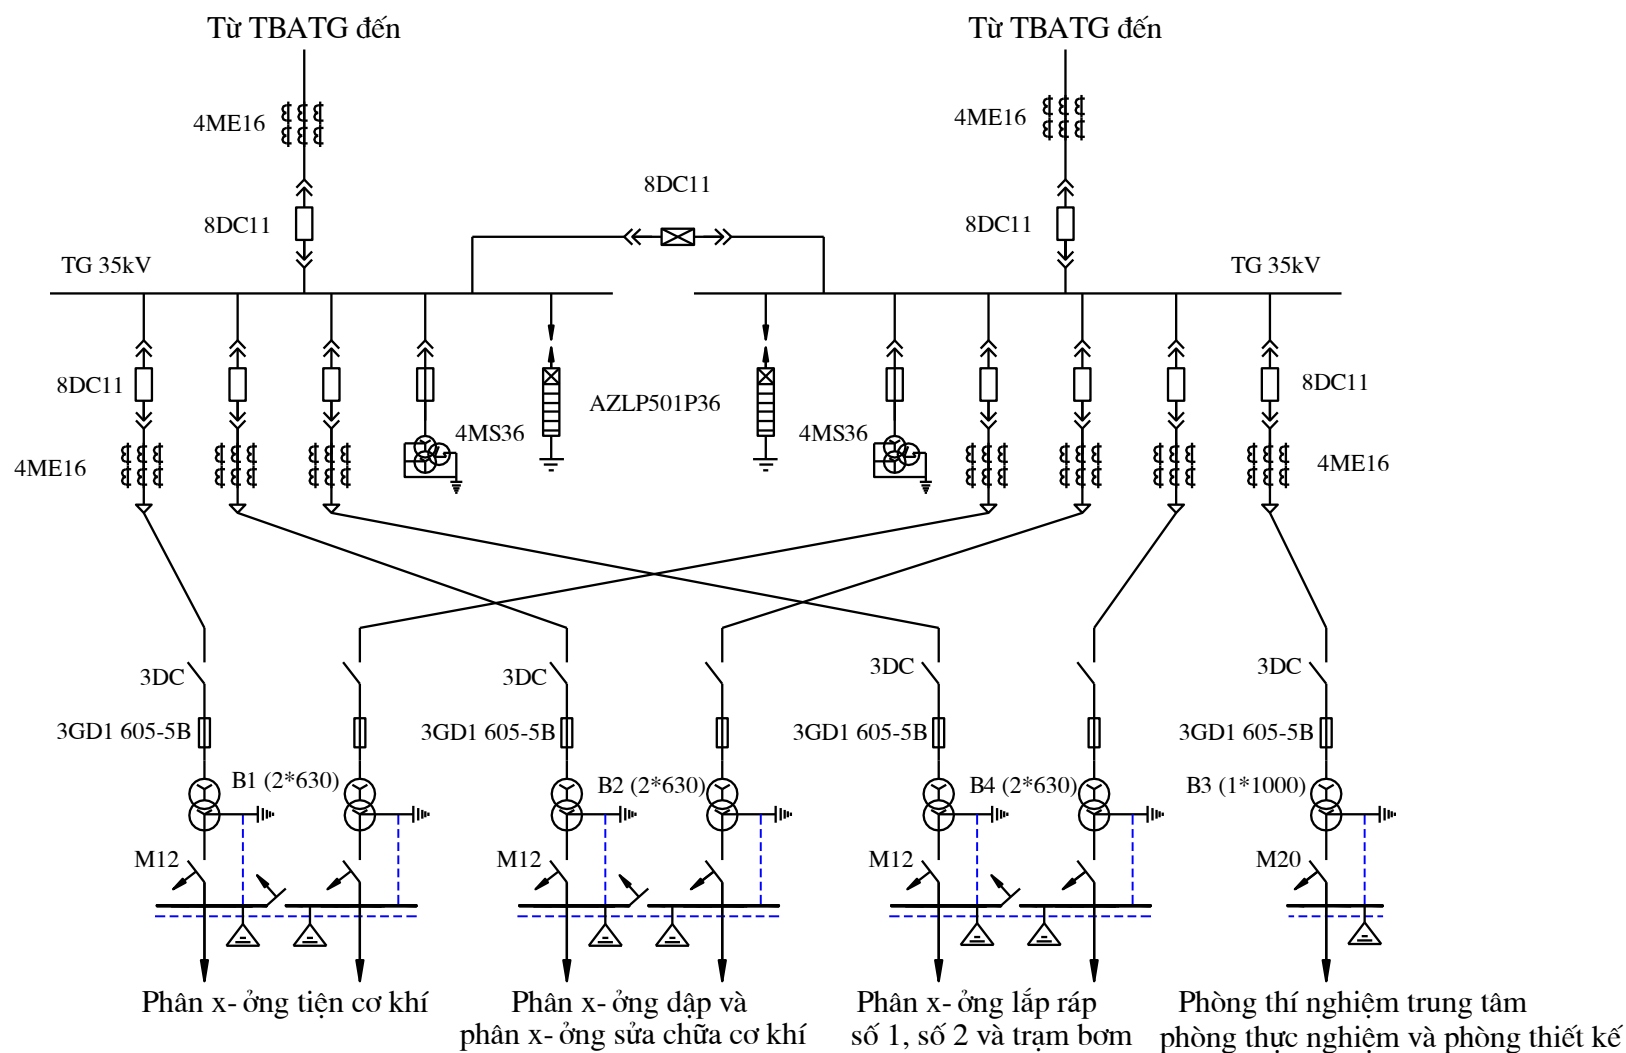 Từ TBATG đến
Từ TBATG đến
4ME16
4ME16
8DC11
8DC11
8DC11
TG 35kV
TG 35kV
8DC11
AZLP501P36
8DC11
4MS36
4MS36
4ME16
4ME16
3DC
3DC
3DC
3DC
3GD1 605-5B
3GD1 605-5B
3GD1 605-5B
3GD1 605-5B
B1 (2*630)
B2 (2*630)
B4 (2*630)
B3 (1*1000)
M12
M12
M12
M20
Phân x- ởng tiện cơ khí
Phân x- ởng dập và
phân x- ởng sửa chữa cơ khí
Phân x- ởng lắp ráp
số 1, số 2 và trạm bơm
Phòng thí nghiệm trung tâm
phòng thực nghiệm và phòng thiết kế